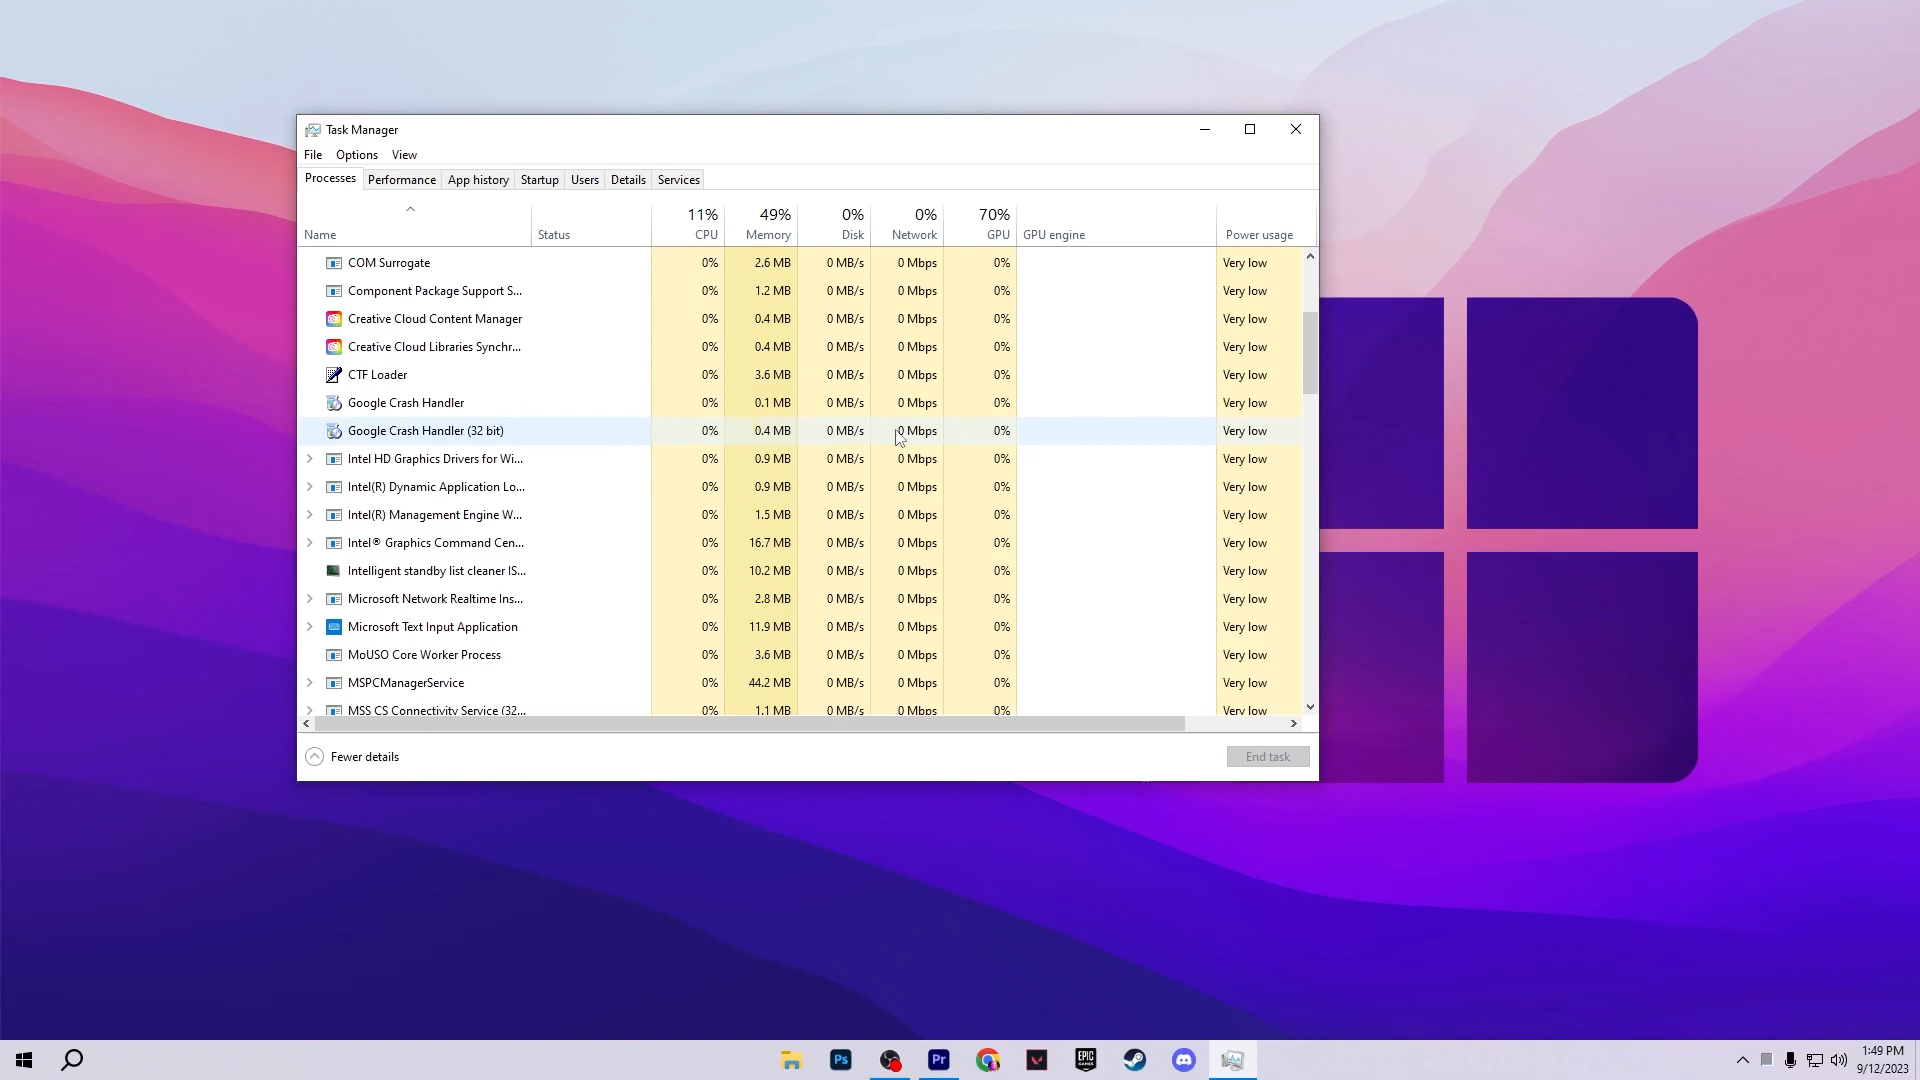 Task Manager
File Options View
Processes Performance App history Startup Users Details Services
11% 49% 0% 0% 70%
Name Status CPU Memory Disk Network GPU GPU engine Power usage
COM Surrogate 0% 2.6 MB 0 MB/s 0 Mbps 0% Very low
Component Package Support S... 0% 1.2 MB 0 MB/s 0 Mbps 0% Very low
Creative Cloud Content Manager 0% 0.4 MB 0 MB/s 0 Mbps 0% Very low
Creative Cloud Libraries Synchr... 0% 0.4 MB 0 MB/s 0 Mbps 0% Very low
CTF Loader 0% 3.6 MB 0 MB/s 0 Mbps 0% Very low
Google Crash Handler 0% 0.1 MB 0 MB/s 0 Mbps 0% Very low
Google Crash Handler (32 bit) 0% 0.4 MB 0 MB/s 0 Mbps 0% Very low
Intel HD Graphics Drivers for Wi... 0% 0.9 MB 0 MB/s 0 Mbps 0% Very low
Intel(R) Dynamic Application Lo... 0% 0.9 MB 0 MB/s 0 Mbps 0% Very low
Intel(R) Management Engine W... 0% 1.5 MB 0 MB/s 0 Mbps 0% Very low
Intel® Graphics Command Cen... 0% 16.7 MB 0 MB/s 0 Mbps 0% Very low
Intelligent standby list cleaner IS... 0% 10.2 MB 0 MB/s 0 Mbps 0% Very low
Microsoft Network Realtime Ins... 0% 2.8 MB 0 MB/s 0 Mbps 0% Very low
Microsoft Text Input Application 0% 11.9 MB 0 MB/s 0 Mbps 0% Very low
MoUSO Core Worker Process 0% 3.6 MB 0 MB/s 0 Mbps 0% Very low
MSPCManagerService 0% 44.2 MB 0 MB/s 0 Mbps 0% Very low
MSS CS Connectivity Service (32... 0% 1.1 MB 0 MB/s 0 Mbps 0% Very low
Fewer details End task
Ps Pr EPIC GAMES
1:49 PM
9/12/2023